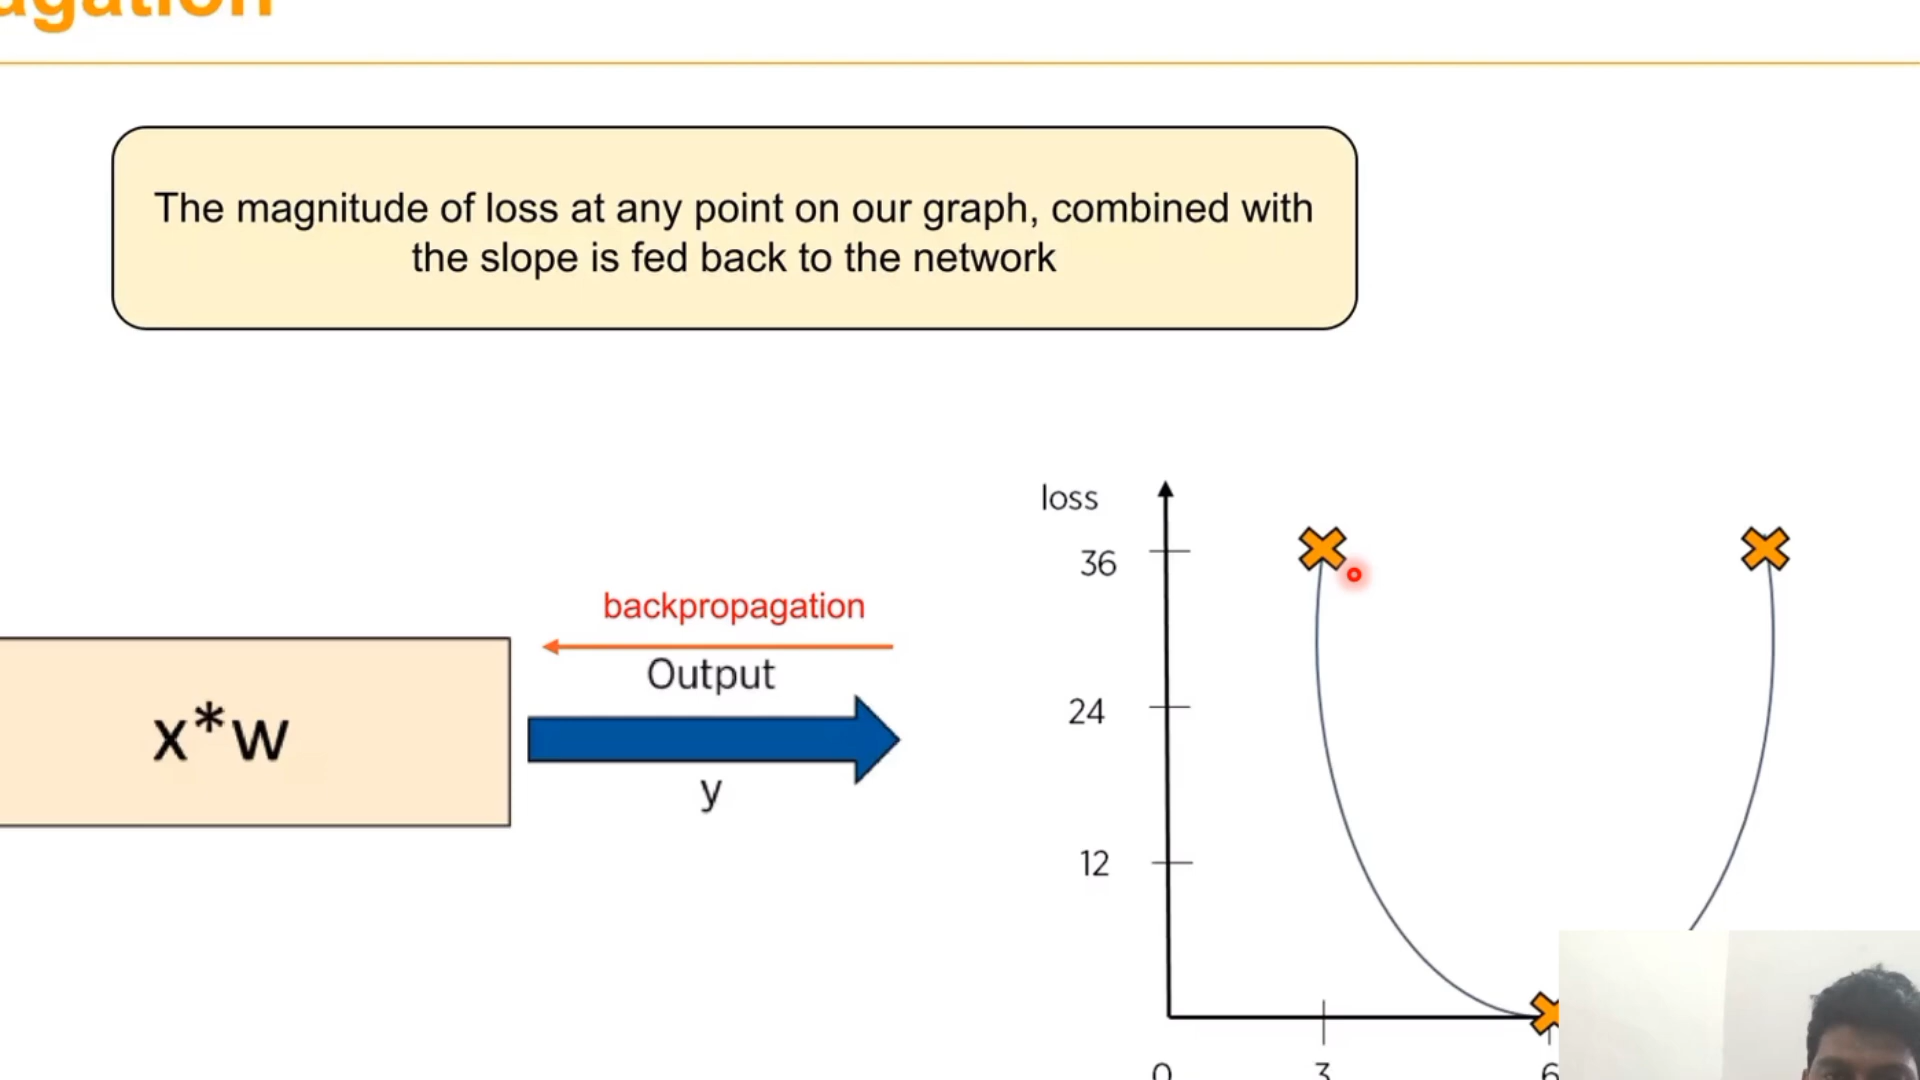 agation
The magnitude of loss at any point on our graph, combined with
the slope is fed back to the network
loss
36
backpropagation
Output
24
x*w
y
12
0 3 6